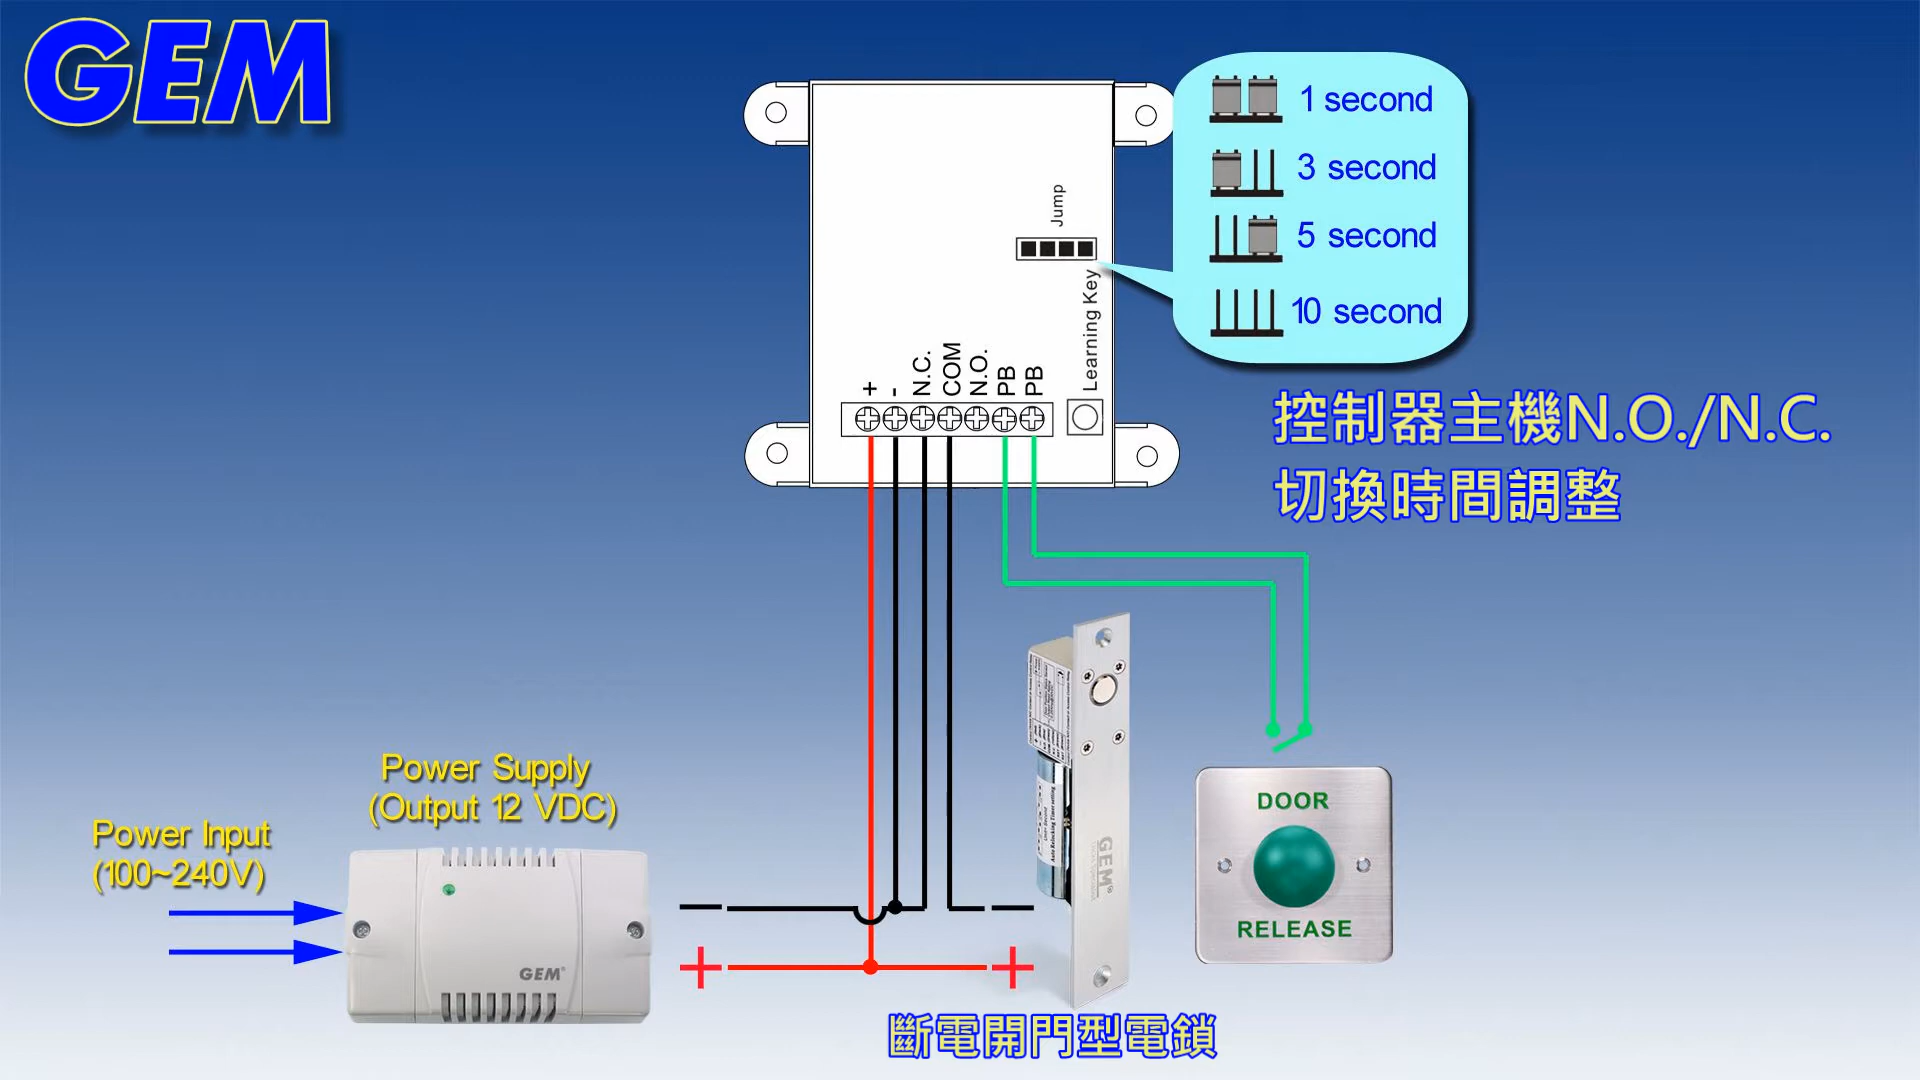 GEM
1 second
3 second
5 second
10 second
Jump
Learning Key
+
-
N.C.
COM
N.O.
PB
PB
控制器主機N.O./N.C.
切換時間調整
Power Supply
(Output 12 VDC)
Power Input
(100~240V)
GEM
GEM
DOOR
RELEASE
斷電開門型電鎖